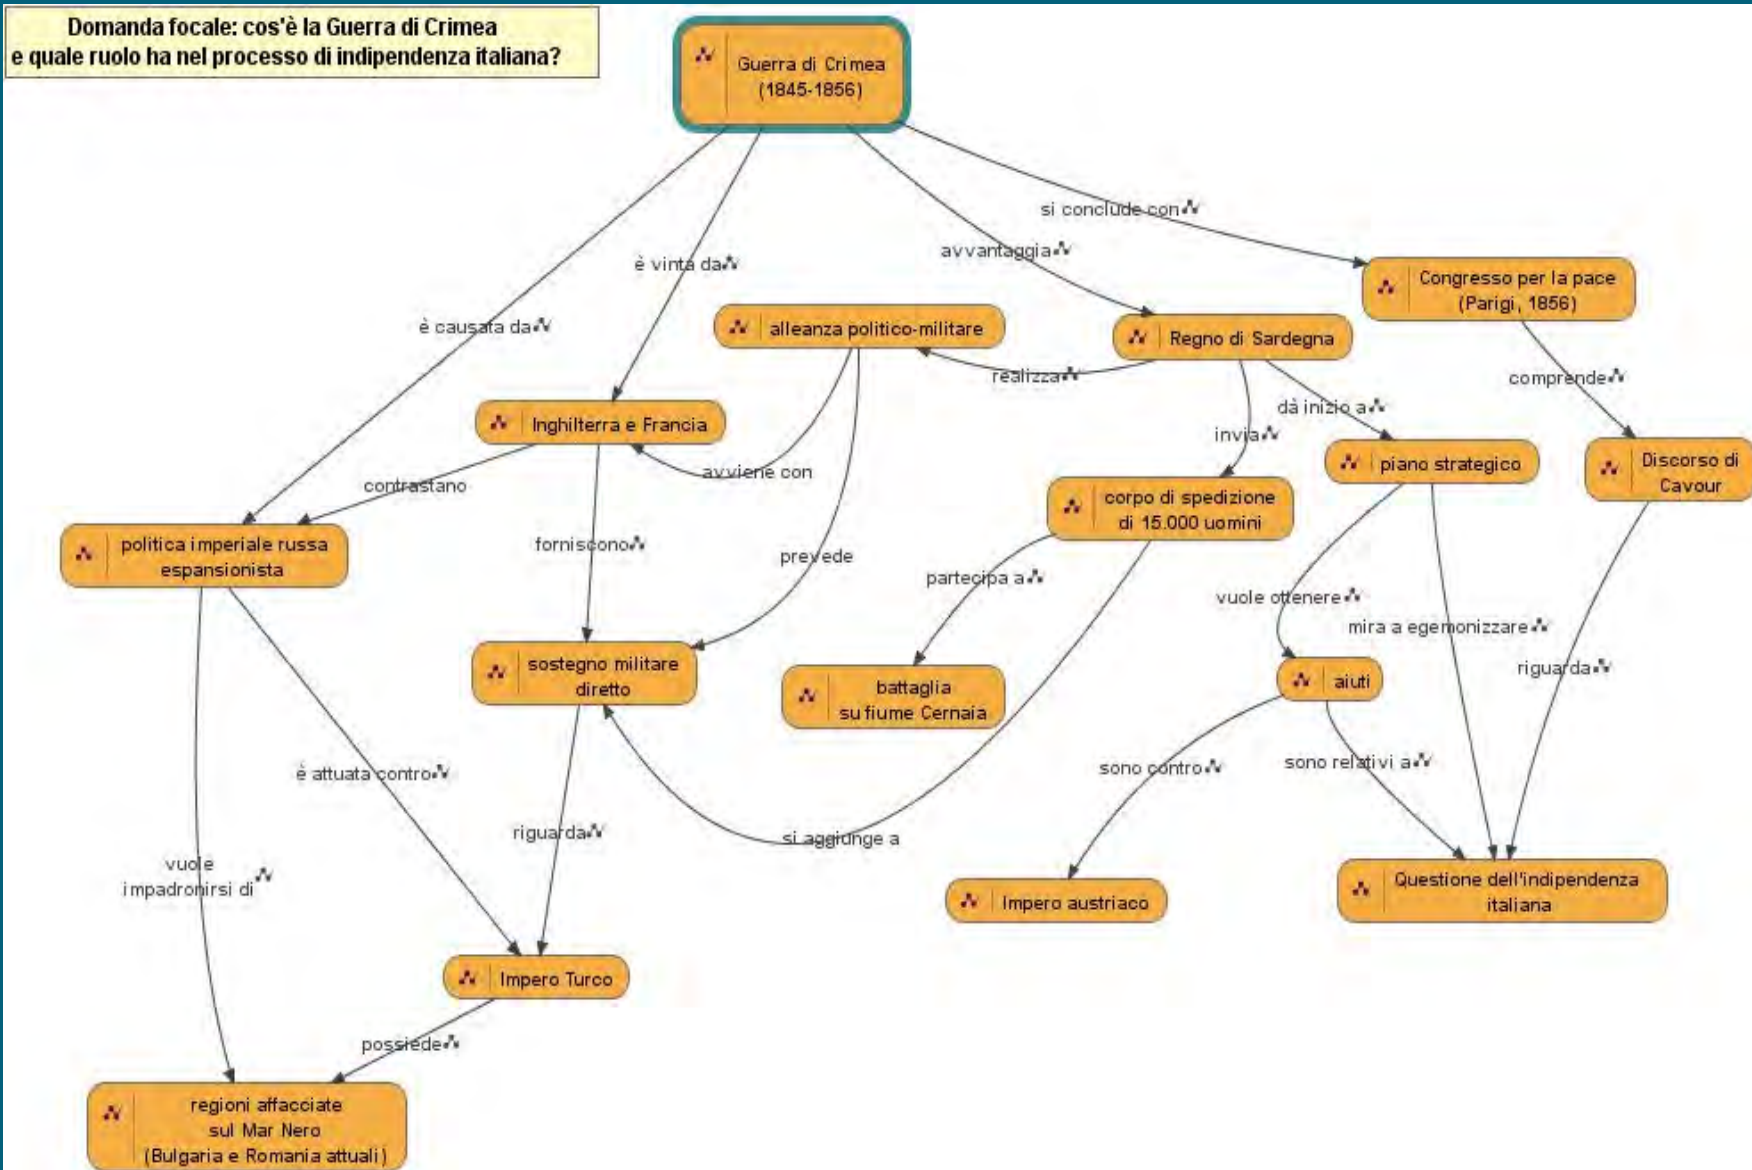 Domanda focale: cos'è la Guerra di Crimea
e quale ruolo ha nel processo di indipendenza italiana?
Guerra di Crimea
(1845-1856)
si conclude con
avvantaggia
è vinta da
è causata da
Congresso per la pace
(Parigi, 1856)
alleanza politico-militare
Regno di Sardegna
realizza
comprende
dà inizio a
invia
Inghilterra e Francia
avviene con
contrastano
piano strategico
Discorso di
Cavour
corpo di spedizione
di 15.000 uomini
politica imperiale russa
espansionista
forniscono
prevede
partecipa a
vuole ottenere
mira a egemonizzare
riguarda
sostegno militare
diretto
battaglia
su fiume Cernaia
aiuti
è attuata contro
sono contro
sono relativi a
riguarda
si aggiunge a
vuole
impadronirsi di
Impero austriaco
Questione dell'indipendenza
italiana
Impero Turco
possiede
regioni affacciate
sul Mar Nero
(Bulgaria e Romania attuali)